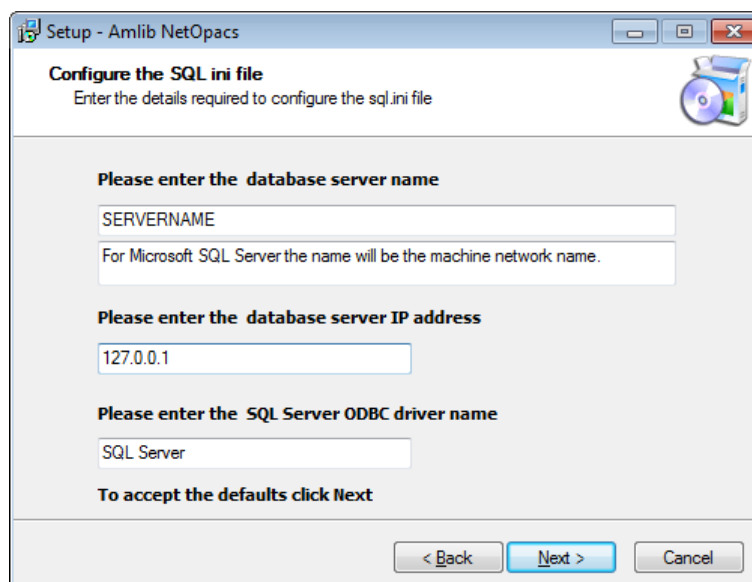 Setup - Amlib NetOpacs
Configure the SQL ini file
Enter the details required to configure the sql.ini file
Please enter the  database server name
SERVERNAME
For Microsoft SQL Server the name will be the machine network name.
Please enter the  database server IP address
127.0.0.1
Please enter the  SQL Server ODBC driver name
SQL Server
To accept the defaults click Next
< Back
Next >
Cancel